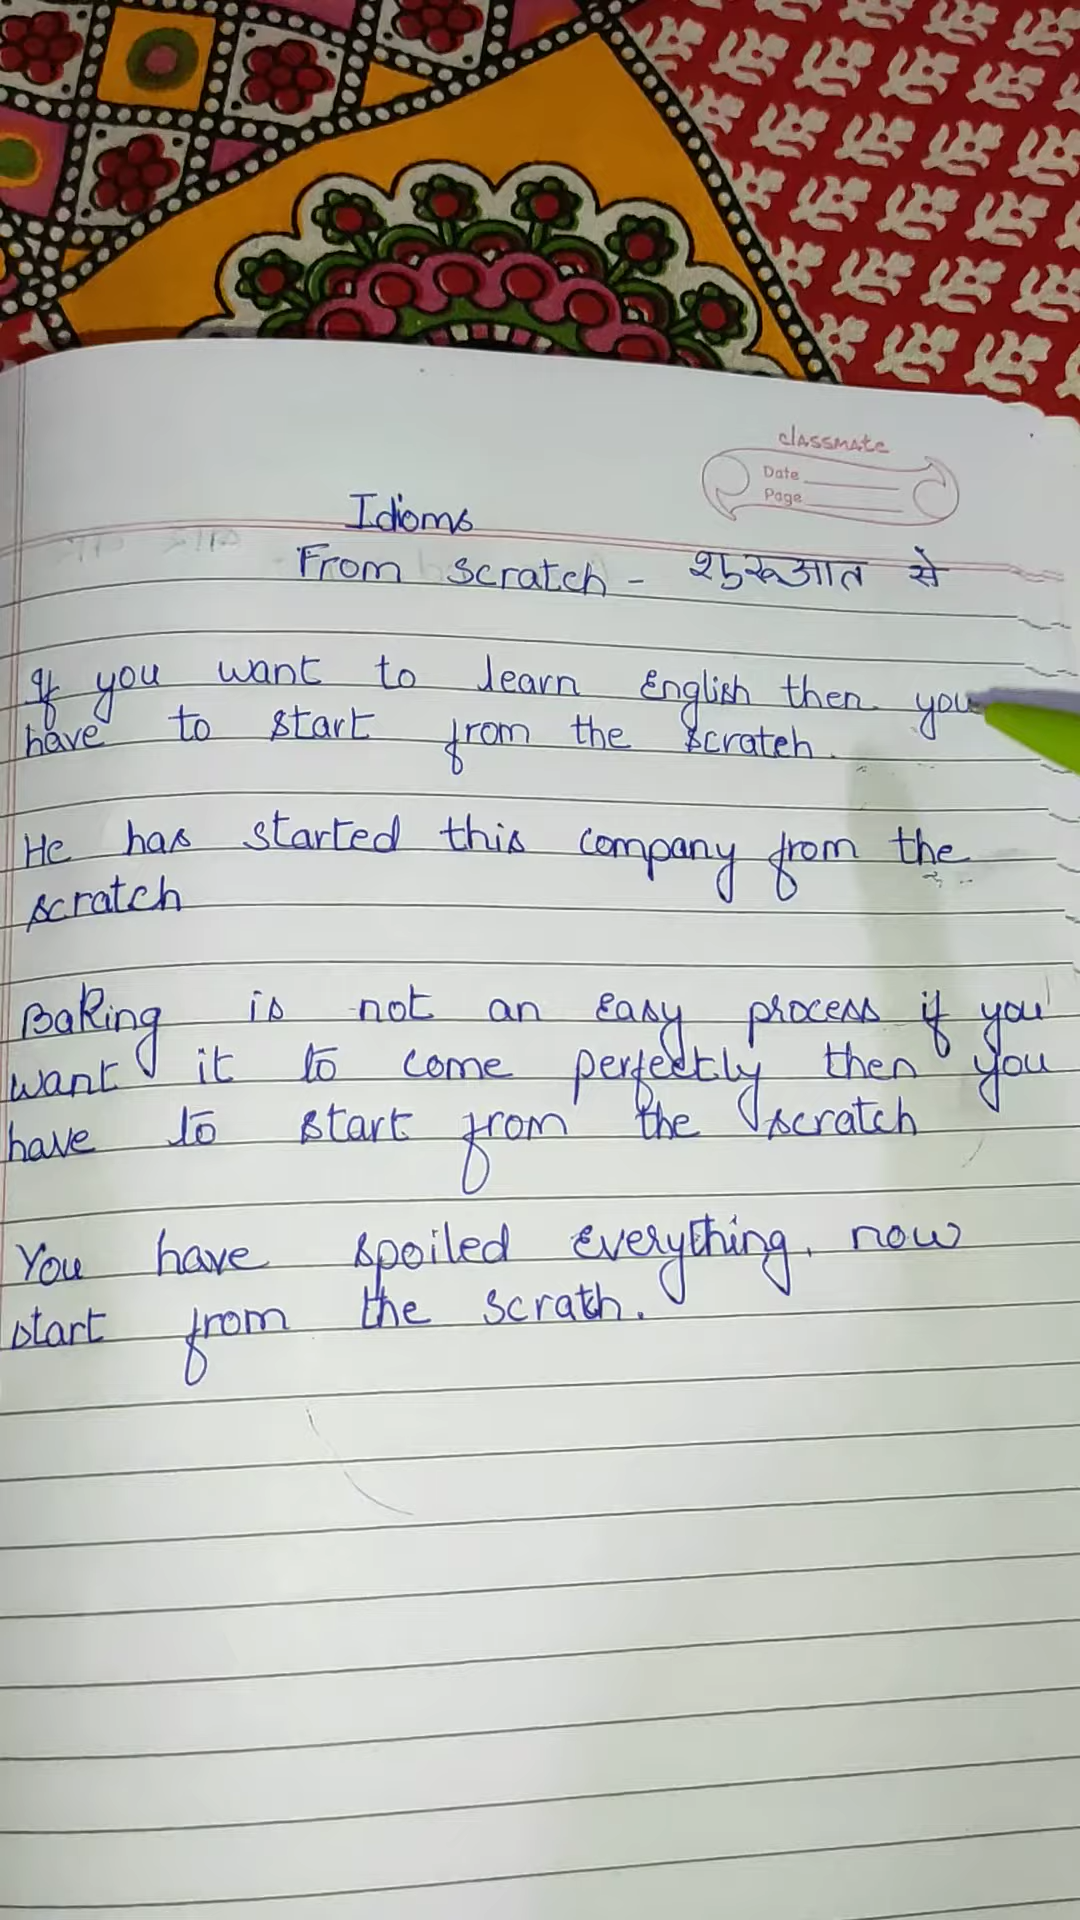 classmate
Date
Page
Idioms
From scratch - शुरूआत से
If you want to learn English then you
have to start from the scratch.
He has started this company from the
scratch
Baking is not an easy process if you
want it to come perfectly then you
have to start from the scratch
You have spoiled everything. now
start from the scrath.